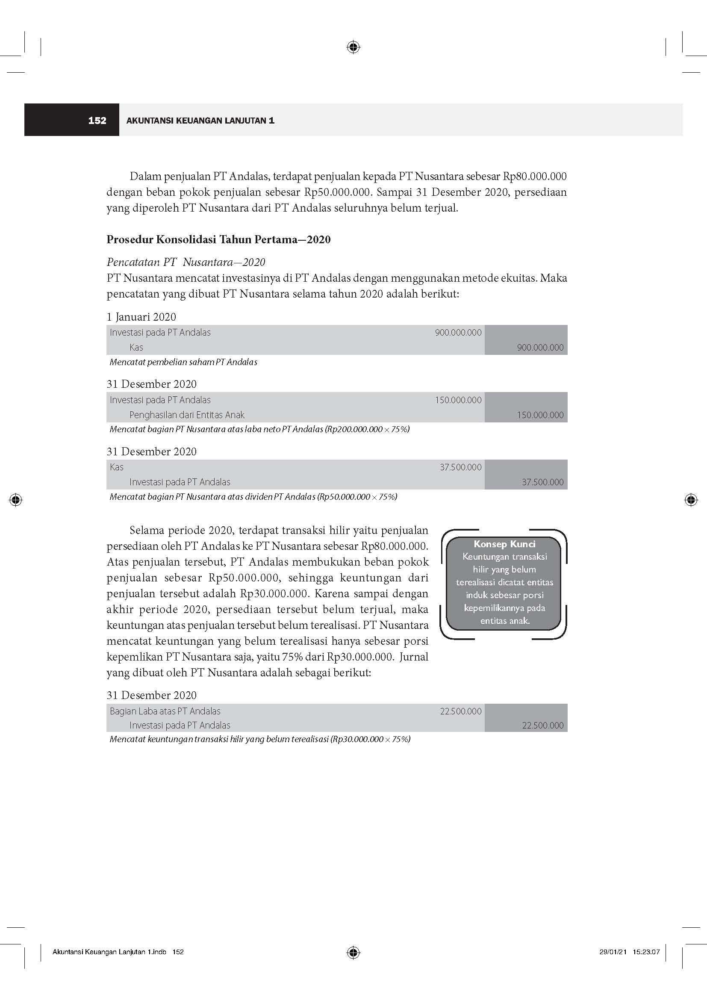 152 AKUNTANSI KEUANGAN LANJUTAN 1
Dalam penjualan PT Andalas, terdapat penjualan kepada PT Nusantara sebesar Rp80.000.000
dengan beban pokok penjualan sebesar Rp50.000.000. Sampai 31 Desember 2020, persediaan
yang diperoleh PT Nusantara dari PT Andalas seluruhnya belum terjual.
Prosedur Konsolidasi Tahun Pertama—2020
Pencatatan PT Nusantara—2020
PT Nusantara mencatat investasinya di PT Andalas dengan menggunakan metode ekuitas. Maka
pencatatan yang dibuat PT Nusantara selama tahun 2020 adalah berikut:
1 Januari 2020
Investasi pada PT Andalas 900.000.000
Kas 900.000.000
Mencatat pembelian saham PT Andalas
31 Desember 2020
Investasi pada PT Andalas 150.000.000
Penghasilan dari Entitas Anak 150.000.000
Mencatat bagian PT Nusantara atas laba neto PT Andalas (Rp200.000.000 × 75%)
31 Desember 2020
Kas 37.500.000
Investasi pada PT Andalas 37.500.000
Mencatat bagian PT Nusantara atas dividen PT Andalas (Rp50.000.000 × 75%)
Selama periode 2020, terdapat transaksi hilir yaitu penjualan
persediaan oleh PT Andalas ke PT Nusantara sebesar Rp80.000.000.
Atas penjualan tersebut, PT Andalas membukukan beban pokok
penjualan sebesar Rp50.000.000, sehingga keuntungan dari
penjualan tersebut adalah Rp30.000.000. Karena sampai dengan
akhir periode 2020, persediaan tersebut belum terjual, maka
keuntungan atas penjualan tersebut belum terealisasi. PT Nusantara
mencatat keuntungan yang belum terealisasi hanya sebesar porsi
kepemlikan PT Nusantara saja, yaitu 75% dari Rp30.000.000. Jurnal
yang dibuat oleh PT Nusantara adalah sebagai berikut:
Konsep Kunci
Keuntungan transaksi
hilir yang belum
terealisasi dicatat entitas
induk sebesar porsi
kepemilikannya pada
entitas anak.
31 Desember 2020
Bagian Laba atas PT Andalas 22.500.000
Investasi pada PT Andalas 22.500.000
Mencatat keuntungan transaksi hilir yang belum terealisasi (Rp30.000.000 × 75%)
Akuntansi Keuangan Lanjutan 1.indb 152 29/01/21 15:23:07